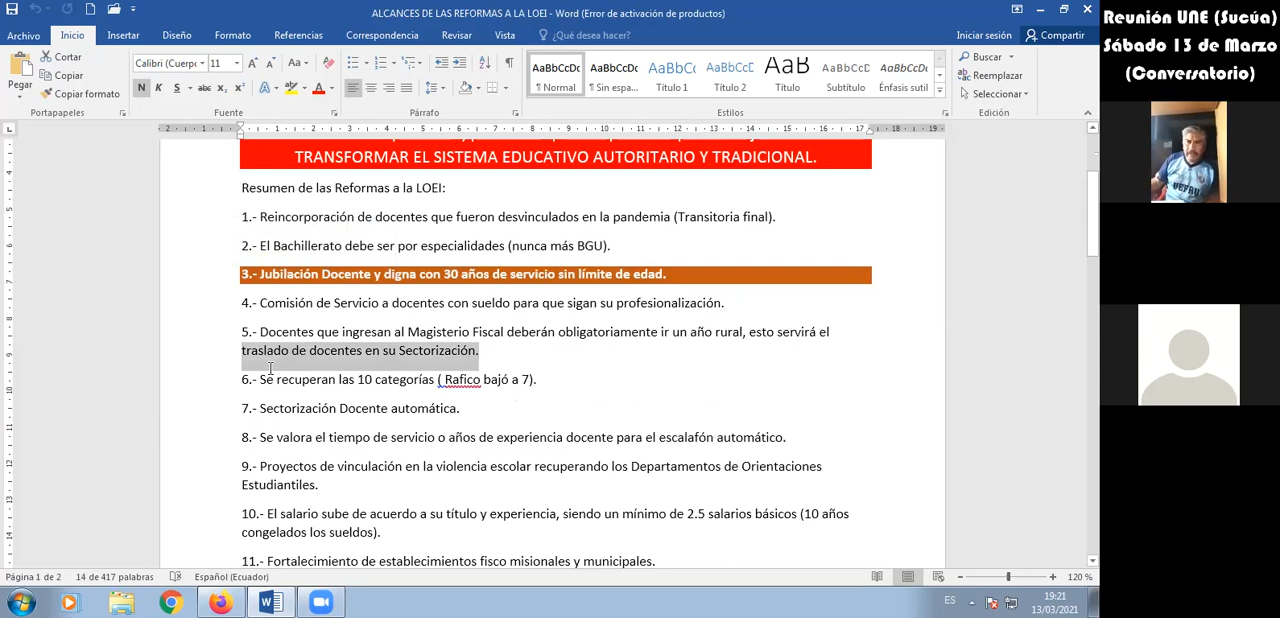 ALCANCES DE LAS REFORMAS A LA LOEI - Word (Error de activación de productos)
Archivo Inicio Insertar Diseño Formato Referencias Correspondencia Revisar Vista ¿Qué desea hacer? Iniciar sesión Compartir
Pegar
Cortar
Copiar
Copiar formato
Portapapeles
Calibri (Cuerpo 11
N K S abc x₂ x² A A
Fuente
Párrafo
AaBbCcDc AaBbCcDc AaBbCc AaBbCcE AaB AaBbCcD AaBbCcDc
¶ Normal ¶ Sin espa... Título 1 Título 2 Título Subtítulo Énfasis sutil
Estilos
Buscar
Reemplazar
Seleccionar
Edición
TRANSFORMAR EL SISTEMA EDUCATIVO AUTORITARIO Y TRADICIONAL.
Resumen de las Reformas a la LOEI:
1.- Reincorporación de docentes que fueron desvinculados en la pandemia (Transitoria final).
2.- El Bachillerato debe ser por especialidades (nunca más BGU).
3.- Jubilación Docente y digna con 30 años de servicio sin límite de edad.
4.- Comisión de Servicio a docentes con sueldo para que sigan su profesionalización.
5.- Docentes que ingresan al Magisterio Fiscal deberán obligatoriamente ir un año rural, esto servirá el
traslado de docentes en su Sectorización.
6.- Se recuperan las 10 categorías ( Rafico bajó a 7).
7.- Sectorización Docente automática.
8.- Se valora el tiempo de servicio o años de experiencia docente para el escalafón automático.
9.- Proyectos de vinculación en la violencia escolar recuperando los Departamentos de Orientaciones
Estudiantiles.
10.- El salario sube de acuerdo a su título y experiencia, siendo un mínimo de 2.5 salarios básicos (10 años
congelados los sueldos).
11.- Fortalecimiento de establecimientos fisco misionales y municipales.
Página 1 de 2 14 de 417 palabras Español (Ecuador) 120 %
ES
19:21
13/03/2021
Reunión UNE (Sucúa)
Sábado 13 de Marzo
(Conversatorio)